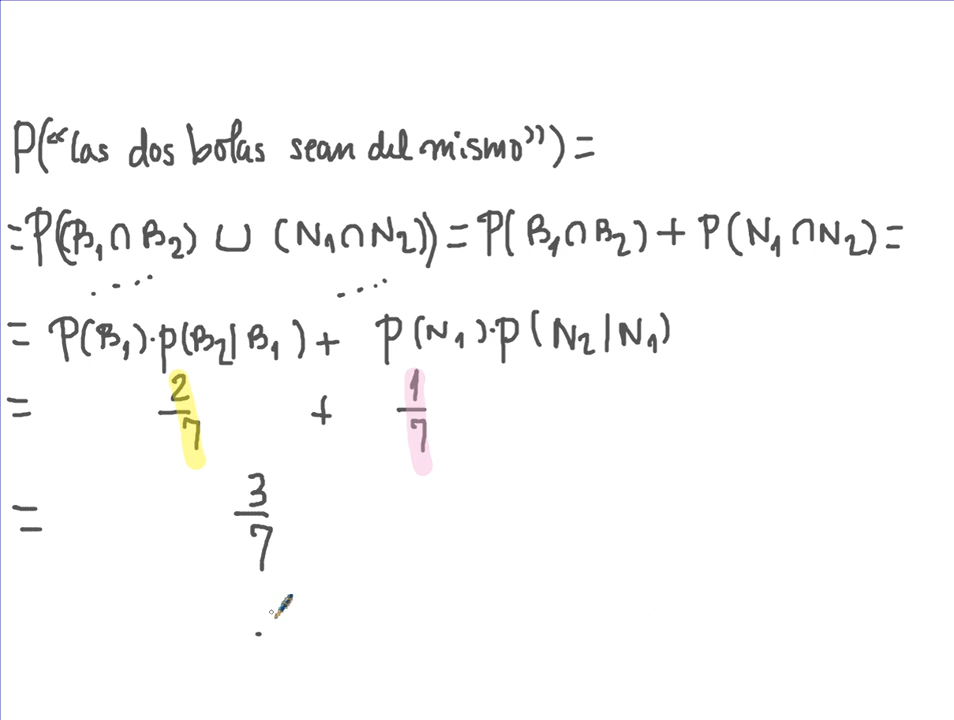 P("las dos bolas sean del mismo") =
= P((B₁∩B₂) ∪ (N₁∩N₂)) = P(B₁∩B₂) + P(N₁∩N₂) =
= P(B₁)·P(B₂|B₁) + P(N₁)·P(N₂|N₁)
= 2/7 + 1/7
= 3/7